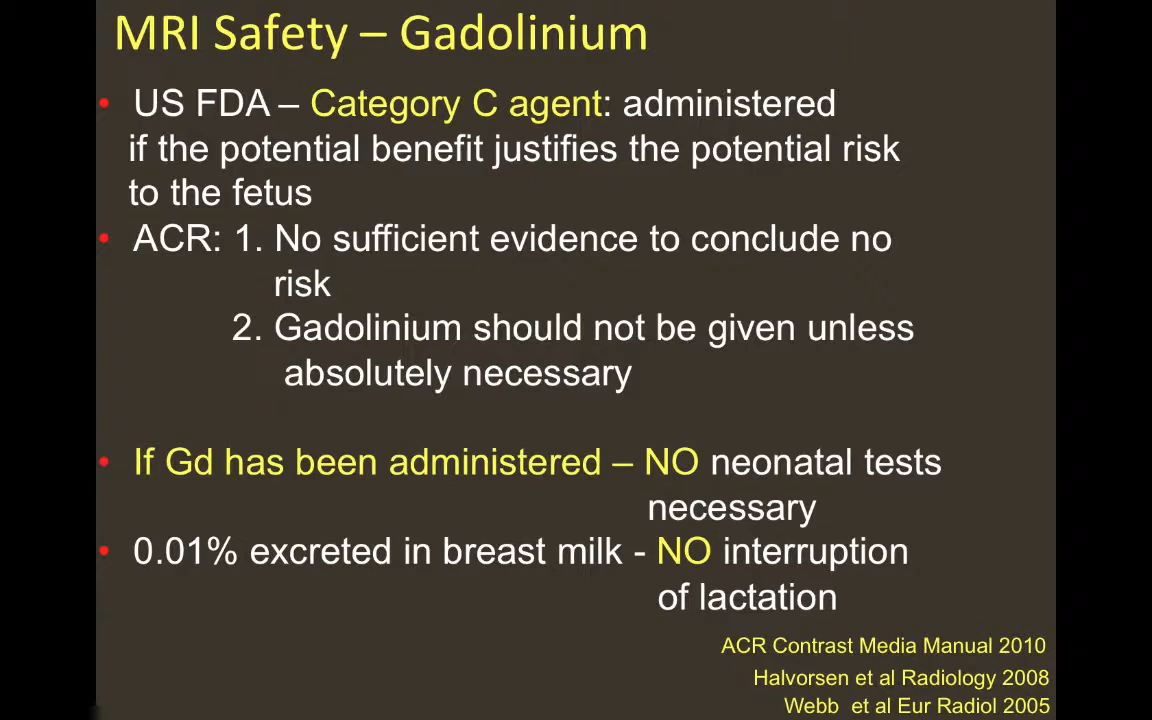 MRI Safety – Gadolinium
• US FDA – Category C agent: administered
if the potential benefit justifies the potential risk
to the fetus
• ACR: 1. No sufficient evidence to conclude no
risk
2. Gadolinium should not be given unless
absolutely necessary
• If Gd has been administered – NO neonatal tests
necessary
• 0.01% excreted in breast milk - NO interruption
of lactation
ACR Contrast Media Manual 2010
Halvorsen et al Radiology 2008
Webb et al Eur Radiol 2005